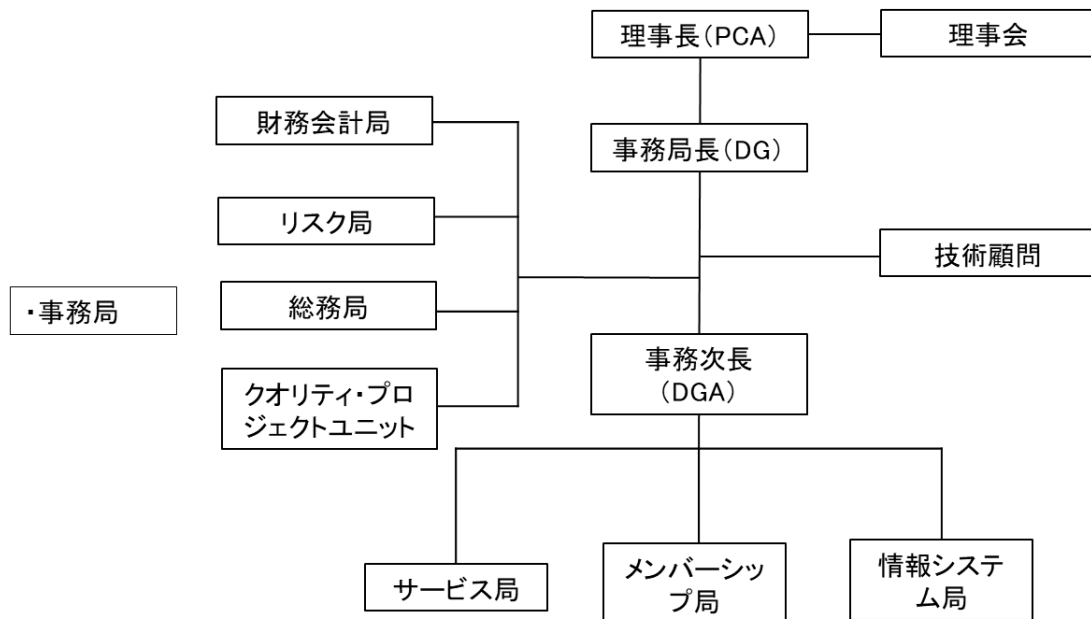 理事長(PCA)
理事会
財務会計局
事務局長(DG)
リスク局
技術顧問
・事務局
総務局
事務次長
(DGA)
クオリティ・プロ
ジェクトユニット
サービス局
メンバーシッ
プ局
情報システ
ム局